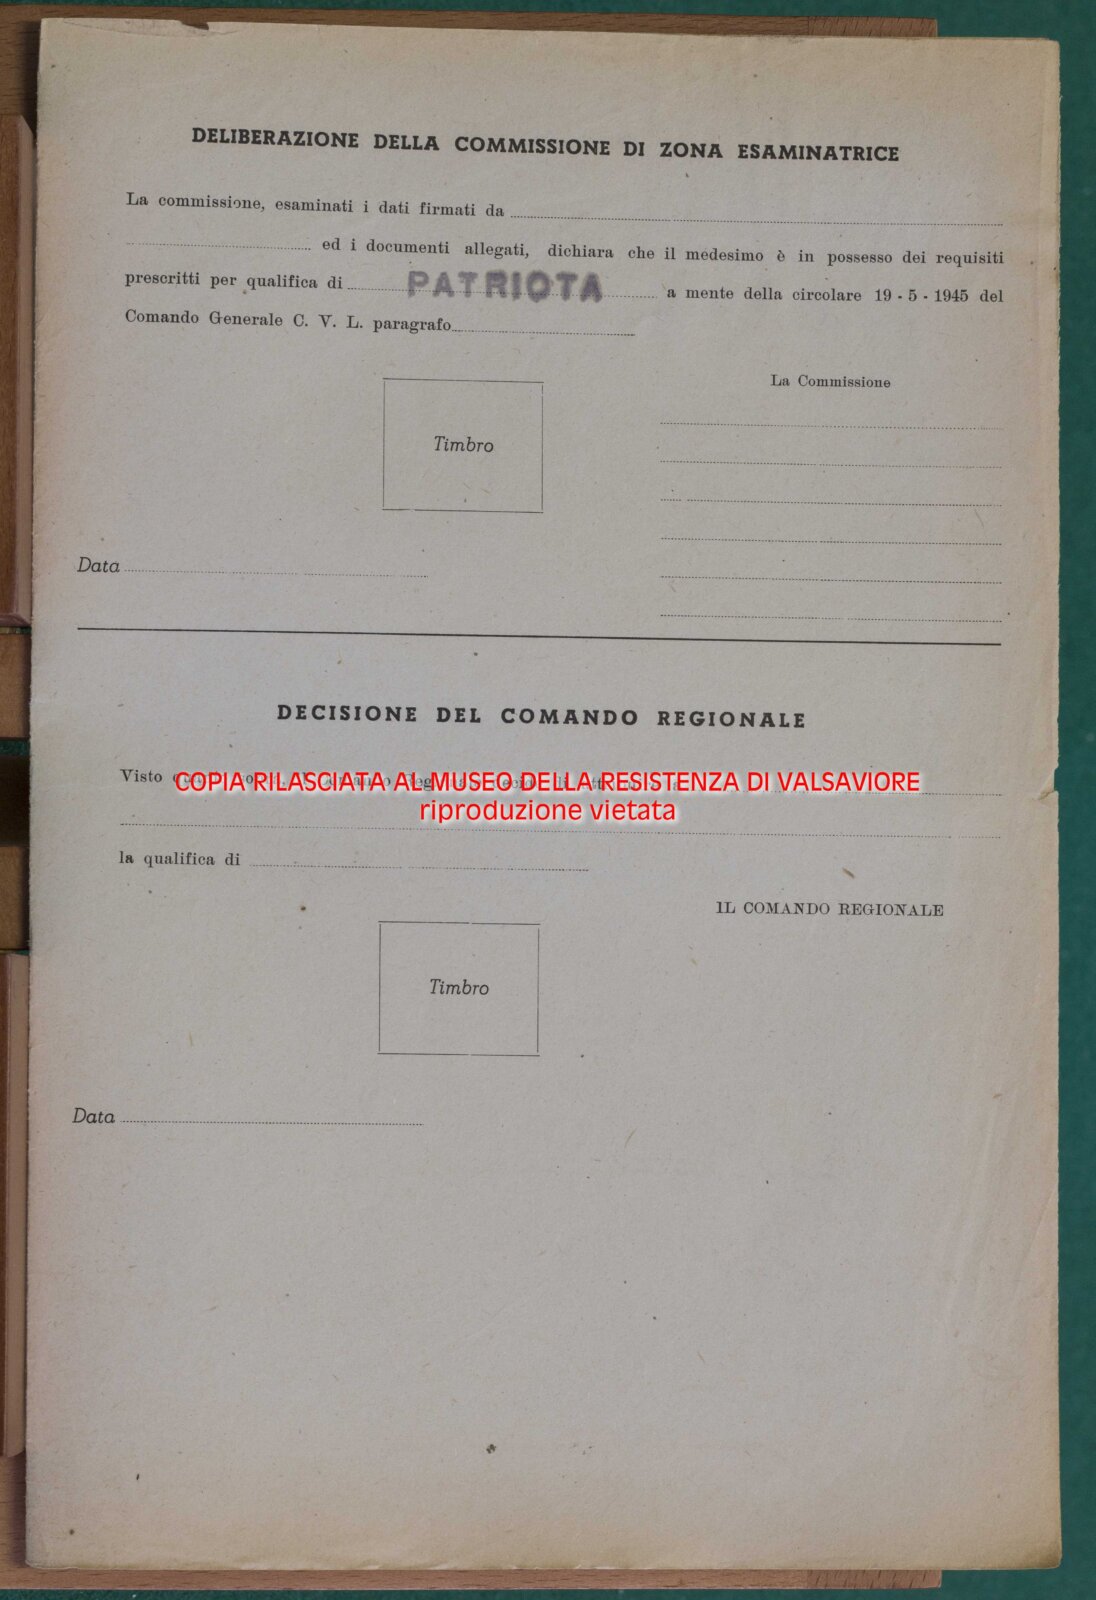 DELIBERAZIONE DELLA COMMISSIONE DI ZONA ESAMINATRICE
La commissione, esaminati i dati firmati da
ed i documenti allegati, dichiara che il medesimo è in possesso dei requisiti
prescritti per qualifica di PATRIOTA a mente della circolare 19 - 5 - 1945 del
Comando Generale C. V. L. paragrafo
La Commissione
Timbro
Data
DECISIONE DEL COMANDO REGIONALE
Visto
COPIA RILASCIATA AL MUSEO DELLA RESISTENZA DI VALSAVIORE
riproduzione vietata
la qualifica di
IL COMANDO REGIONALE
Timbro
Data